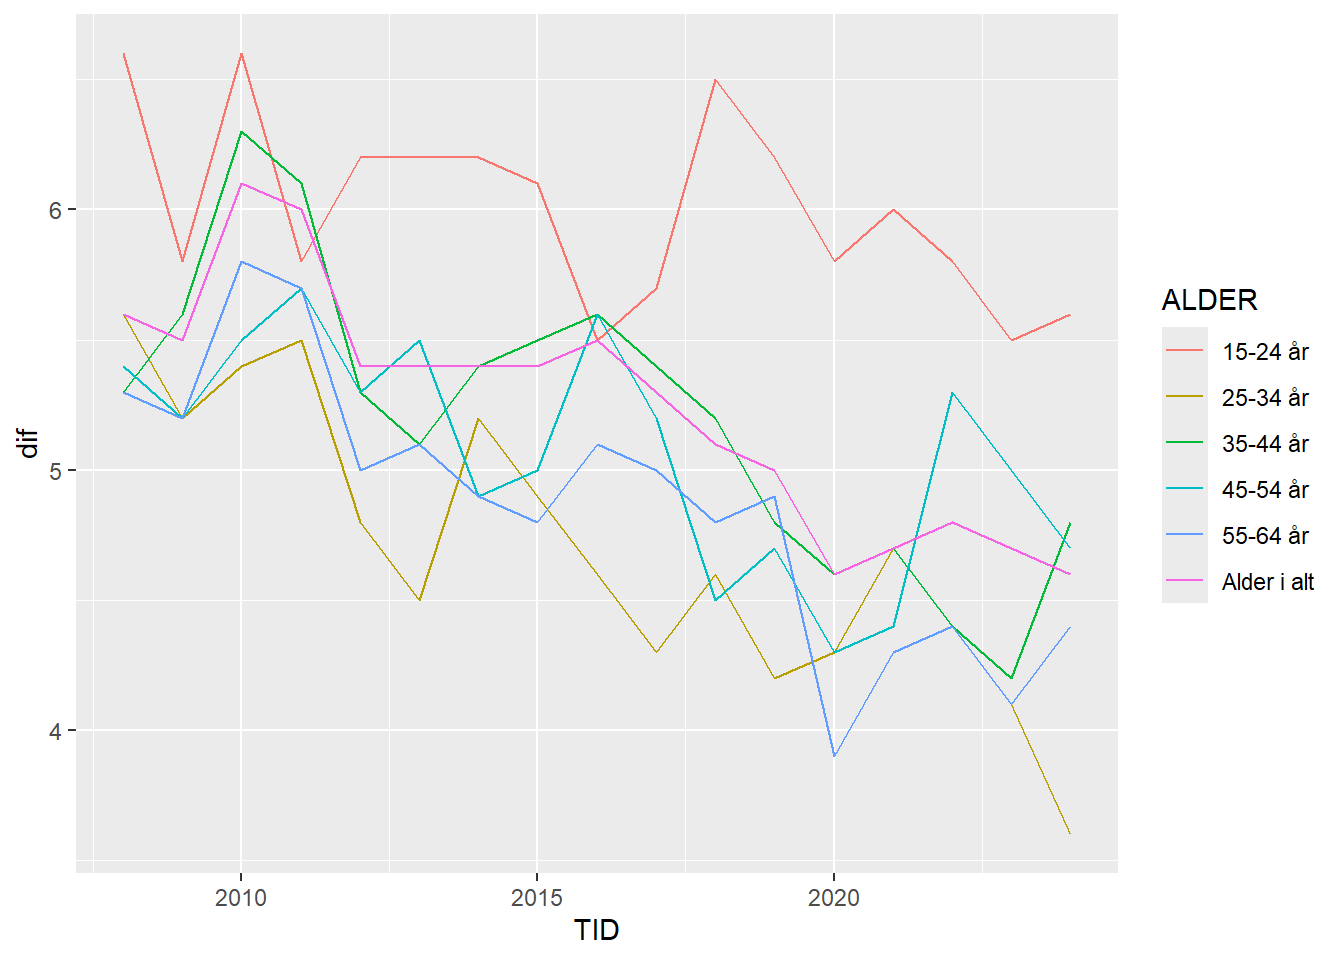 dif
6
5
4
2010
2015
2020
TID
ALDER
15-24 år
25-34 år
35-44 år
45-54 år
55-64 år
Alder i alt